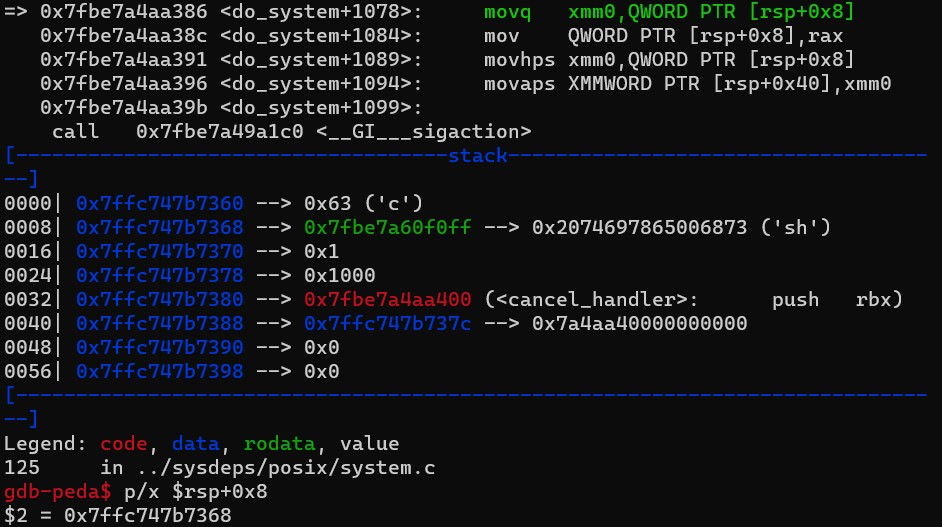 => 0x7fbe7a4aa386 <do_system+1078>:     movq   xmm0,QWORD PTR [rsp+0x8]
   0x7fbe7a4aa38c <do_system+1084>:     mov    QWORD PTR [rsp+0x8],rax
   0x7fbe7a4aa391 <do_system+1089>:     movhps xmm0,QWORD PTR [rsp+0x8]
   0x7fbe7a4aa396 <do_system+1094>:     movaps XMMWORD PTR [rsp+0x40],xmm0
   0x7fbe7a4aa39b <do_system+1099>:
    call   0x7fbe7a49a1c0 <__GI___sigaction>
[------------------------------------stack-----------------------------------
--]
0000| 0x7ffc747b7360 --> 0x63 ('c')
0008| 0x7ffc747b7368 --> 0x7fbe7a60f0ff --> 0x2074697865006873 ('sh')
0016| 0x7ffc747b7370 --> 0x1
0024| 0x7ffc747b7378 --> 0x1000
0032| 0x7ffc747b7380 --> 0x7fbe7a4aa400 (<cancel_handler>:      push   rbx)
0040| 0x7ffc747b7388 --> 0x7ffc747b737c --> 0x7a4aa40000000000
0048| 0x7ffc747b7390 --> 0x0
0056| 0x7ffc747b7398 --> 0x0
[----------------------------------------------------------------------------
--]
Legend: code, data, rodata, value
125     in ../sysdeps/posix/system.c
gdb-peda$ p/x $rsp+0x8
$2 = 0x7ffc747b7368